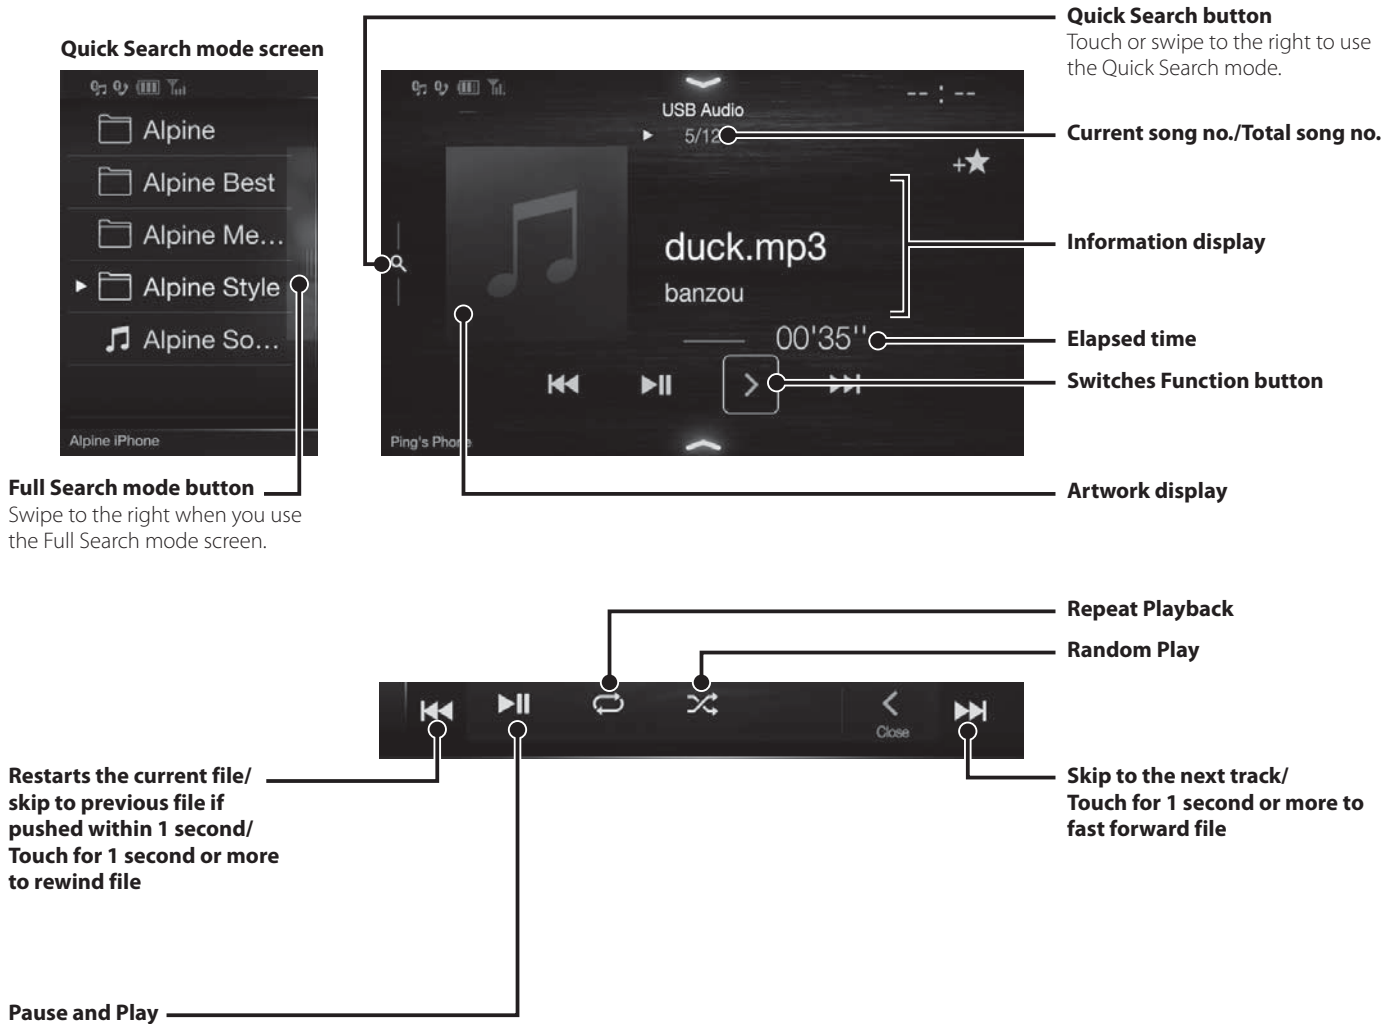 Quick Search button
Touch or swipe to the right to use
the Quick Search mode.
Quick Search mode screen
Alpine
Alpine Best
Alpine Me...
Alpine Style
Alpine So...
Alpine iPhone
-- : --
USB Audio
5/12
+★
duck.mp3
banzou
00'35''
Ping's Phone
Current song no./Total song no.
Information display
Elapsed time
Switches Function button
Artwork display
Full Search mode button
Swipe to the right when you use
the Full Search mode screen.
Repeat Playback
Random Play
Close
Restarts the current file/
skip to previous file if
pushed within 1 second/
Touch for 1 second or more
to rewind file
Skip to the next track/
Touch for 1 second or more to
fast forward file
Pause and Play